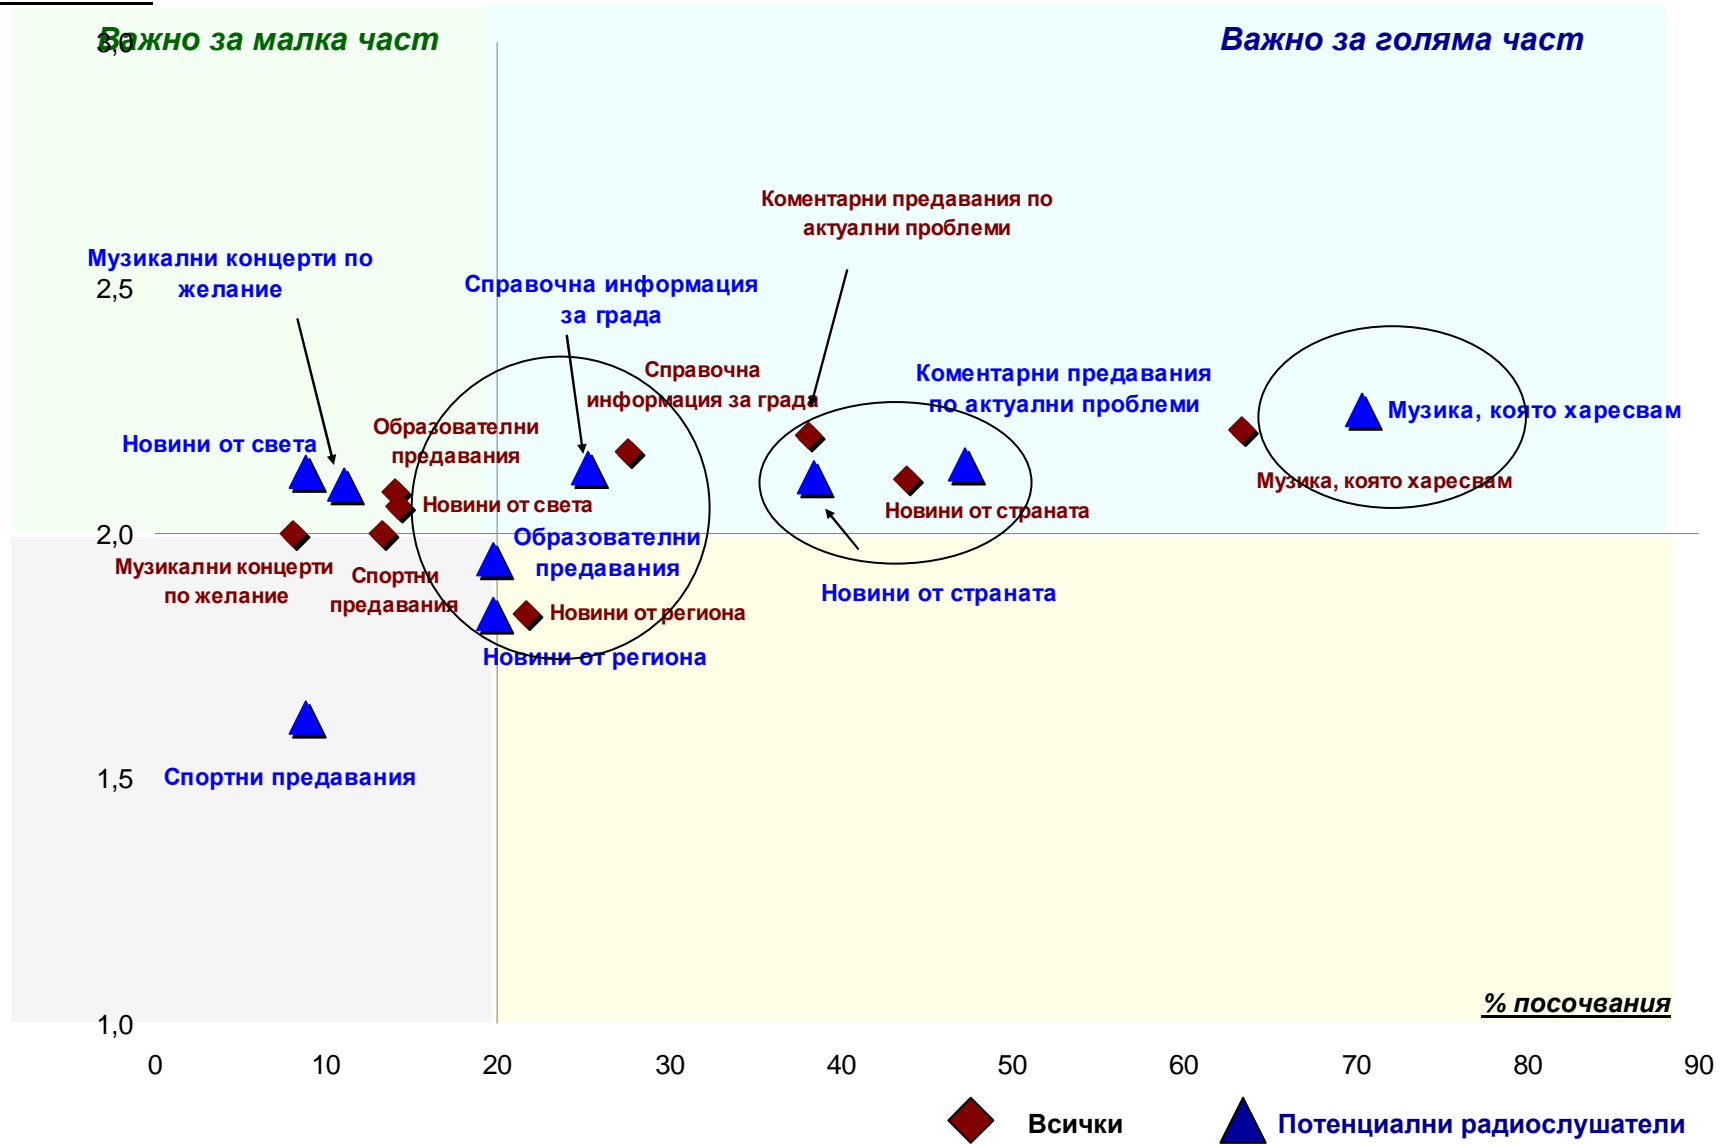 Важно за малка част
Важно за голяма част
3,0
Коментарни предавания по
актуални проблеми
Музикални концерти по
желание
2,5
Справочна информация
за града
Справочна
информация за града
Коментарни предавания
по актуални проблеми
Музика, която харесвам
Образователни
предавания
Новини от света
Музика, която харесвам
Новини от света
Новини от страната
2,0
Образователни
предавания
Музикални концерти
по желание
Спортни
предавания
Новини от страната
Новини от региона
Новини от региона
1,5
Спортни предавания
% посочвания
1,0
0 10 20 30 40 50 60 70 80 90
Всички
Потенциални радиослушатели